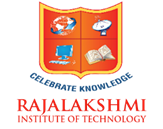 CELEBRATE KNOWLEDGE
RAJALAKSHMI
INSTITUTE OF TECHNOLOGY